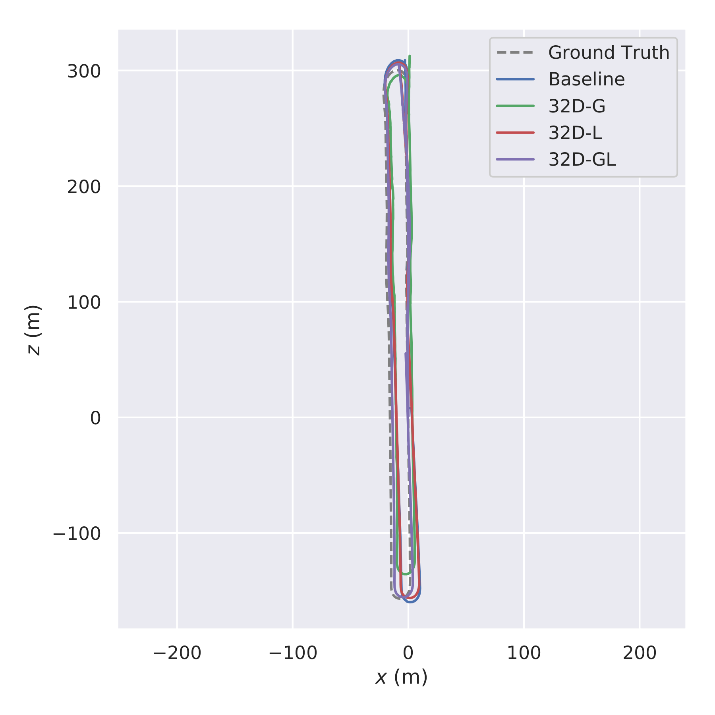 Ground Truth
Baseline
32D-G
32D-L
32D-GL
300
200
100
0
−100
z (m)
−200
−100
0
100
200
x (m)